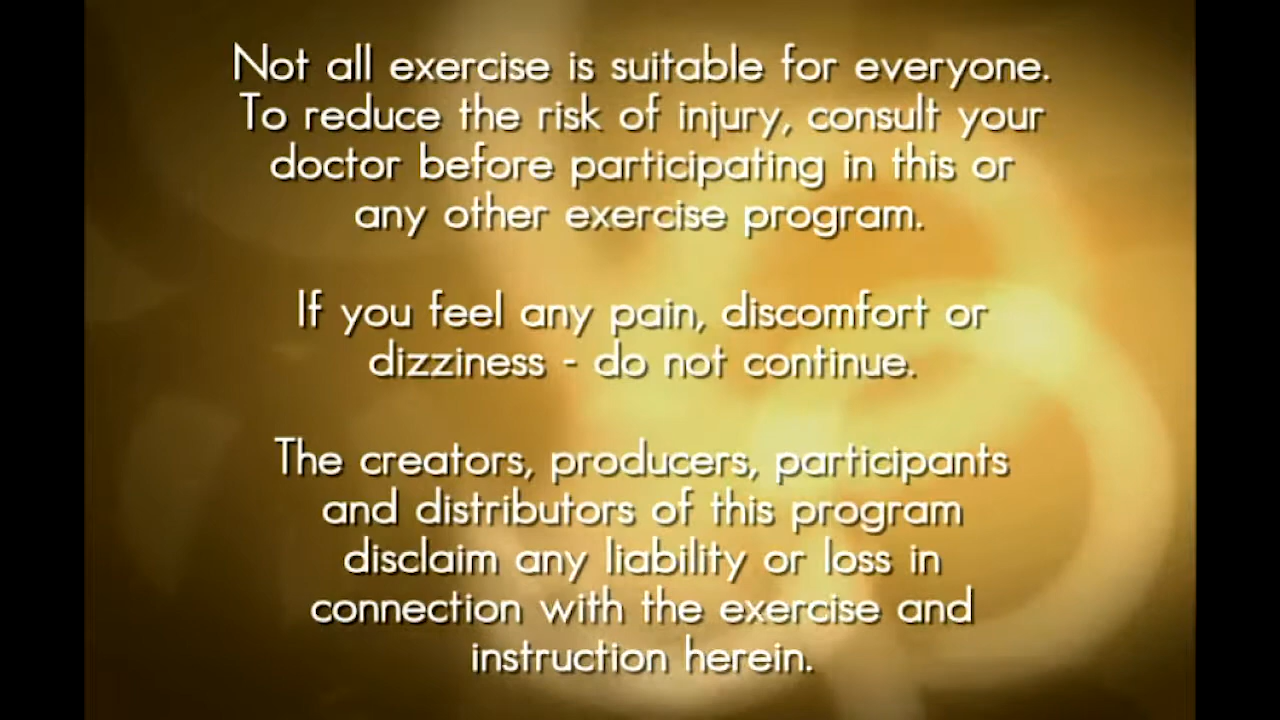 Not all exercise is suitable for everyone.
To reduce the risk of injury, consult your
doctor before participating in this or
any other exercise program.
If you feel any pain, discomfort or
dizziness - do not continue.
The creators, producers, participants
and distributors of this program
disclaim any liability or loss in
connection with the exercise and
instruction herein.